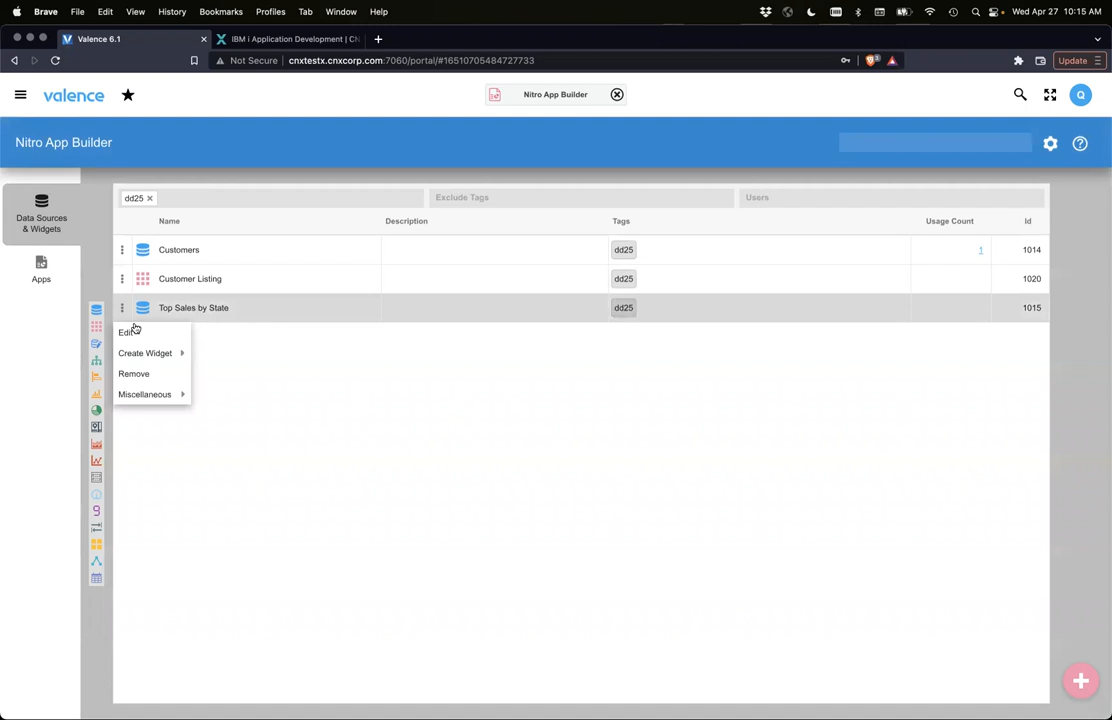 Brave File Edit View History Bookmarks Profiles Tab Window Help Wed Apr 27 10:15 AM
Valence 6.1 IBM i Application Development | CN
Not Secure cnxtestx.cnxcorp.com:7060/portal/#16510705484727733 Update
valence Nitro App Builder Q
Nitro App Builder
Data Sources
& Widgets
Apps
dd25 Exclude Tags Users
Name Description Tags Usage Count Id
Customers dd25 1 1014
Customer Listing dd25 1020
Top Sales by State dd25 1015
Edit
Create Widget
Remove
Miscellaneous